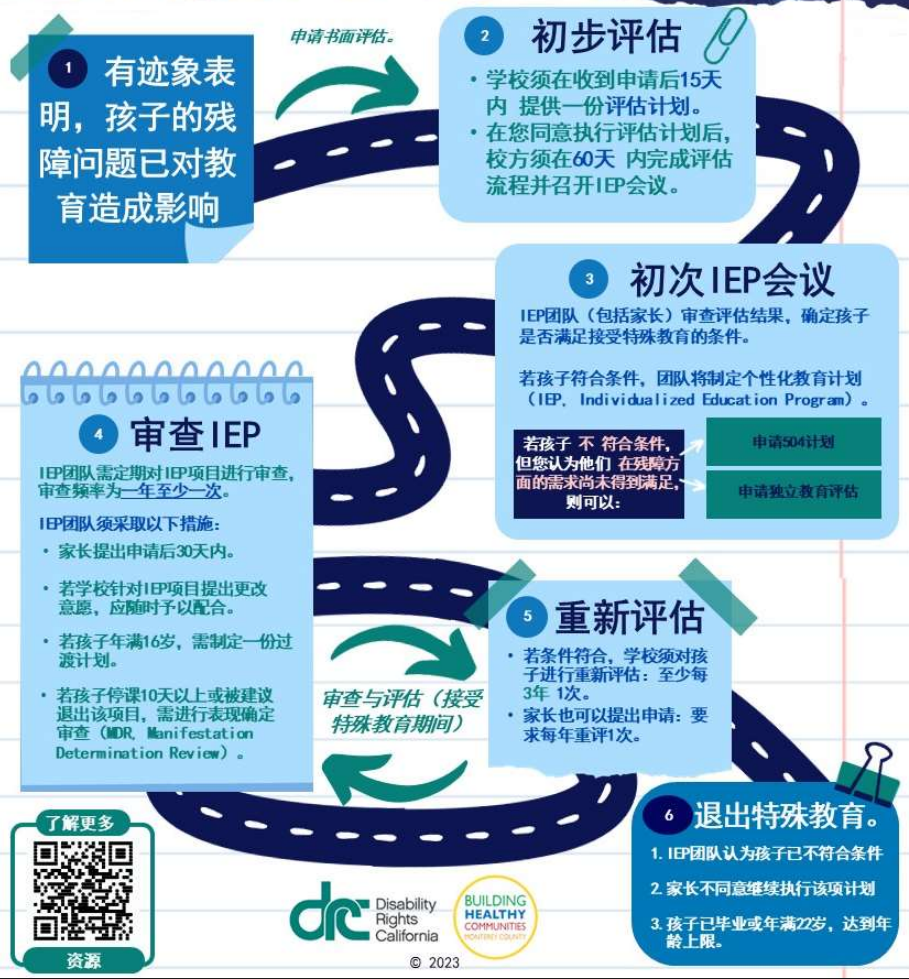 1 有迹象表
明，孩子的残
障问题已对教
育造成影响
申请书面评估。
2 初步评估
• 学校须在收到申请后15天
内 提供一份评估计划。
• 在您同意执行评估计划后，
校方须在60天 内完成评估
流程并召开IEP会议。
3 初次IEP会议
IEP团队（包括家长）审查评估结果，确定孩子
是否满足接受特殊教育的条件。
若孩子符合条件，团队将制定个性化教育计划
（IEP, Individualized Education Program）。
若孩子 不 符合条件，
但您认为他们 在残障方
面的需求尚未得到满足，
则可以：
申请504计划
申请独立教育评估
4 审查IEP
IEP团队需定期对IEP项目进行审查，
审查频率为一年至少一次。
IEP团队须采取以下措施：
• 家长提出申请后30天内。
• 若学校针对IEP项目提出更改
意愿，应随时予以配合。
• 若孩子年满16岁，需制定一份过
渡计划。
• 若孩子停课10天以上或被建议
退出该项目，需进行表现确定
审查（MDR, Manifestation
Determination Review）。
审查与评估（接受
特殊教育期间）
5 重新评估
• 若条件符合，学校须对孩
子进行重新评估：至少每
3年 1次。
• 家长也可以提出申请：要
求每年重评1次。
6 退出特殊教育。
1. IEP团队认为孩子已不符合条件
2. 家长不同意继续执行该项计划
3. 孩子已毕业或年满22岁，达到年
龄上限。
了解更多
资源
drc Disability
Rights
California
BUILDING
HEALTHY
COMMUNITIES
MONTEREY COUNTY
© 2023